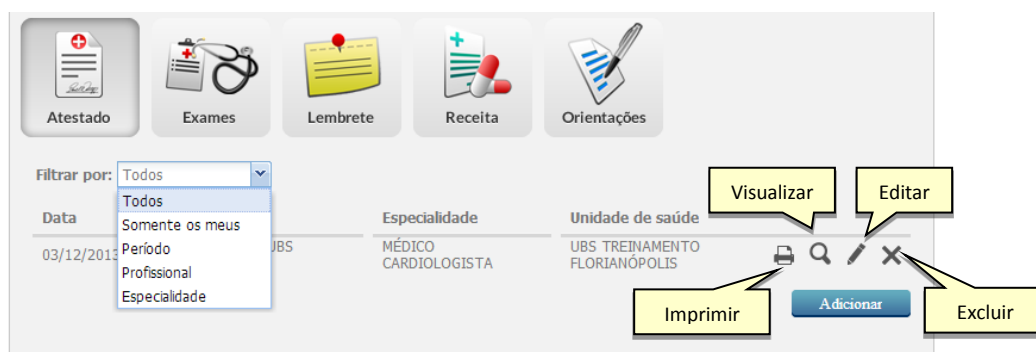 Atestado
Exames
Lembrete
Receita
Orientações
Filtrar por: Todos
Todos
Somente os meus
Período
Profissional
Especialidade
Data
Especialidade
Unidade de saúde
03/12/2013
UBS
MÉDICO
CARDIOLOGISTA
UBS TREINAMENTO
FLORIANÓPOLIS
Visualizar
Editar
Imprimir
Adicionar
Excluir